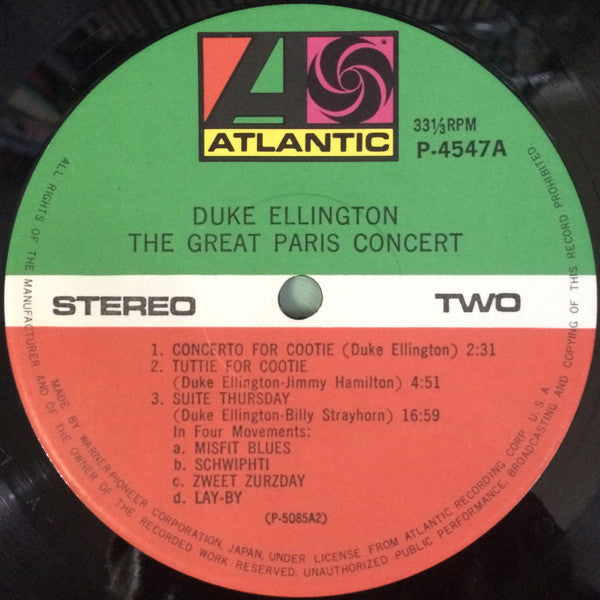 ATLANTIC
33⅓RPM
P-4547A
DUKE ELLINGTON
THE GREAT PARIS CONCERT
STEREO
TWO
1. CONCERTO FOR COOTIE (Duke Ellington) 2:31
2. TUTTIE FOR COOTIE
(Duke Ellington-Jimmy Hamilton) 4:51
3. SUITE THURSDAY
(Duke Ellington-Billy Strayhorn) 16:59
In Four Movements:
a. MISFIT BLUES
b. SCHWIPHTI
c. ZWEET ZURZDAY
d. LAY-BY
(P-5085A2)
MADE BY WARNER-PIONEER CORPORATION, JAPAN, UNDER LICENSE FROM ATLANTIC RECORDING CORP. U.S.A.
ALL RIGHTS OF THE MANUFACTURER AND OF THE OWNER OF THE RECORDED WORK RESERVED. UNAUTHORIZED PUBLIC PERFORMANCE, BROADCASTING AND COPYING OF THIS RECORD PROHIBITED.